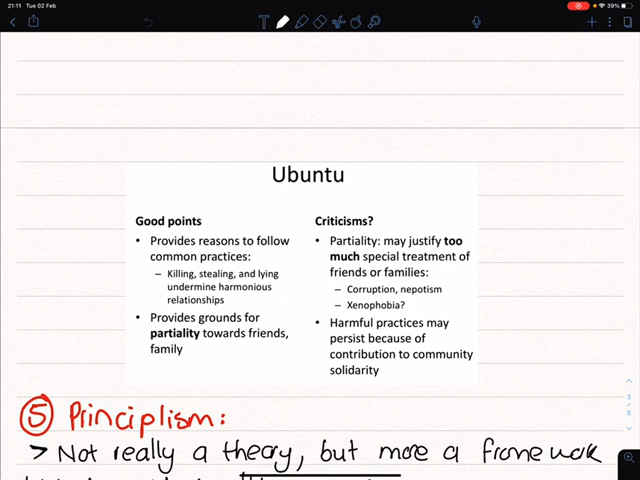 21:11 Tue 02 Feb
39%
Ubuntu
Good points
• Provides reasons to follow
common practices:
– Killing, stealing, and lying
undermine harmonious
relationships
• Provides grounds for
partiality towards friends,
family
Criticisms?
• Partiality: may justify too
much special treatment of
friends or families:
– Corruption, nepotism
– Xenophobia?
• Harmful practices may
persist because of
contribution to community
solidarity
3
/
5
⑤ Principlism:
> Not really a theory, but more a framework